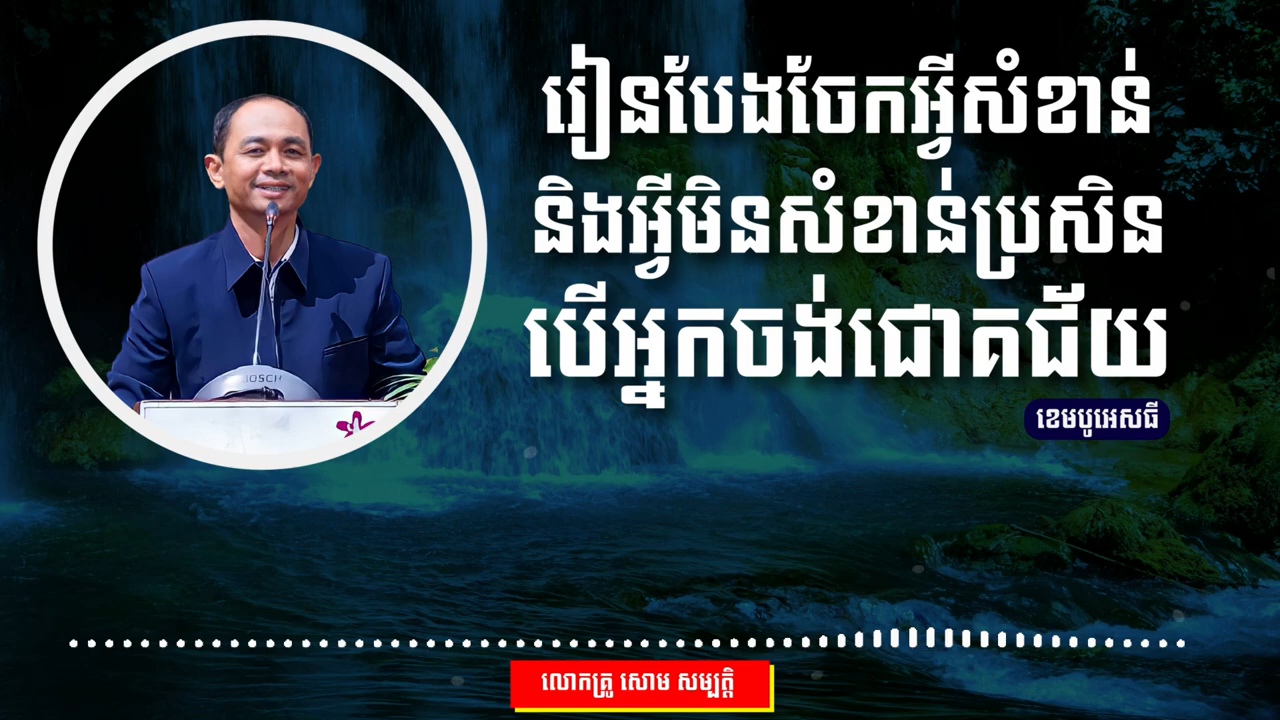 រៀនបែងចែកអ្វីសំខាន់
និងអ្វីមិនសំខាន់ប្រសិន
បើអ្នកចង់ជោគជ័យ
ខេមបូអេសធី
លោកគ្រូ សោម សម្បត្តិ